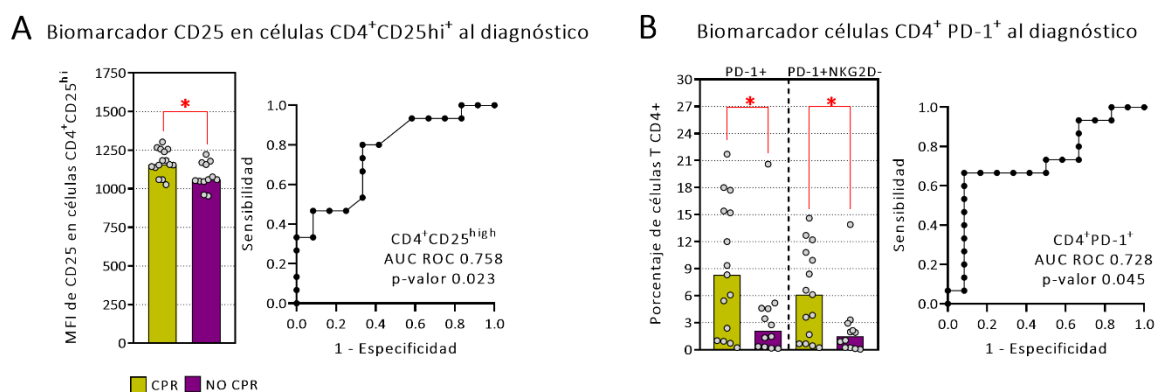 A Biomarcador CD25 en células CD4⁺CD25hi⁺ al diagnóstico
MFI de CD25 en células CD4⁺CD25ʰⁱ
1750
1500
1250
1000
750
500
250
0
*
Sensibilidad
1.0
0.8
0.6
0.4
0.2
0.0
CD4⁺CD25ʰⁱᵍʰ
AUC ROC 0.758
p-valor 0.023
0.0 0.2 0.4 0.6 0.8 1.0
1 - Especificidad
CPR NO CPR
B Biomarcador células CD4⁺ PD-1⁺ al diagnóstico
PD-1+ PD-1+NKG2D-
Porcentaje de células T CD4+
30
27
24
21
18
15
12
9
6
3
0
* *
Sensibilidad
1.0
0.8
0.6
0.4
0.2
0.0
CD4⁺PD-1⁺
AUC ROC 0.728
p-valor 0.045
0.0 0.2 0.4 0.6 0.8 1.0
1 - Especificidad